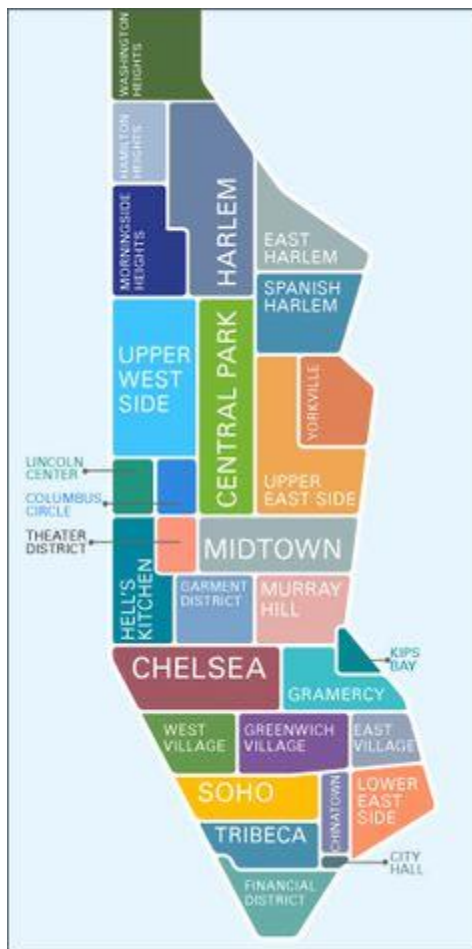 WASHINGTON
HEIGHTS
HAMILTON
HEIGHTS
MORNINGSIDE
HEIGHTS
HARLEM
EAST
HARLEM
SPANISH
HARLEM
UPPER
WEST
SIDE
CENTRAL PARK
YORKVILLE
UPPER
EAST SIDE
LINCOLN
CENTER
COLUMBUS
CIRCLE
THEATER
DISTRICT
MIDTOWN
HELL'S
KITCHEN
GARMENT
DISTRICT
MURRAY
HILL
CHELSEA
KIPS
BAY
GRAMERCY
WEST
VILLAGE
GREENWICH
VILLAGE
EAST
VILLAGE
SOHO
CHINATOWN
LOWER
EAST
SIDE
TRIBECA
CITY
HALL
FINANCIAL
DISTRICT